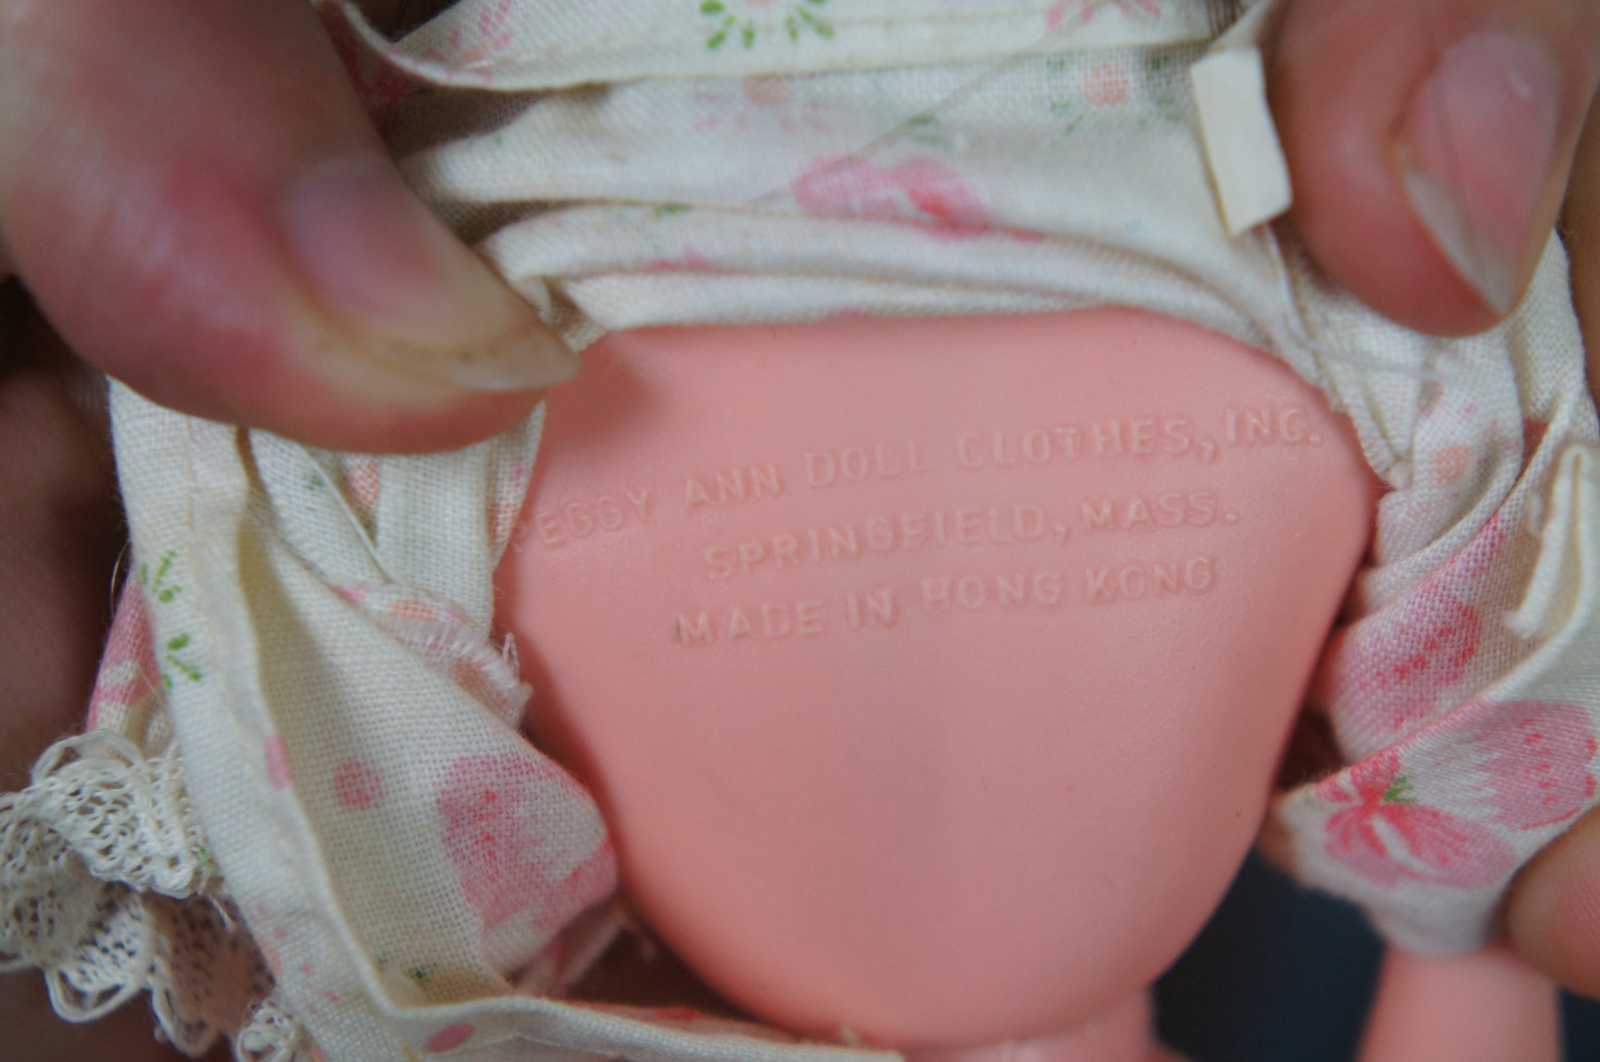 PEGGY ANN DOLL CLOTHES, INC.
SPRINGFIELD, MASS.
MADE IN HONG KONG